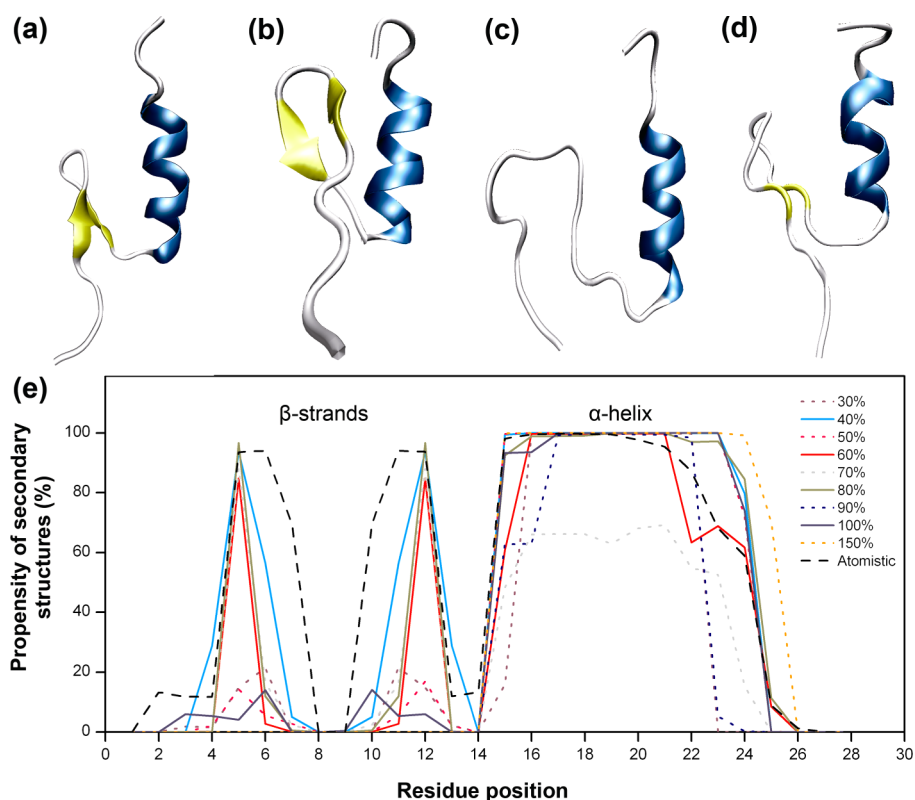 (a)
(b)
(c)
(d)
(e)
β-strands
α-helix
Propensity of secondary
structures (%)
100
80
60
40
20
0
0 2 4 6 8 10 12 14 16 18 20 22 24 26 28 30
Residue position
30%
40%
50%
60%
70%
80%
90%
100%
150%
Atomistic